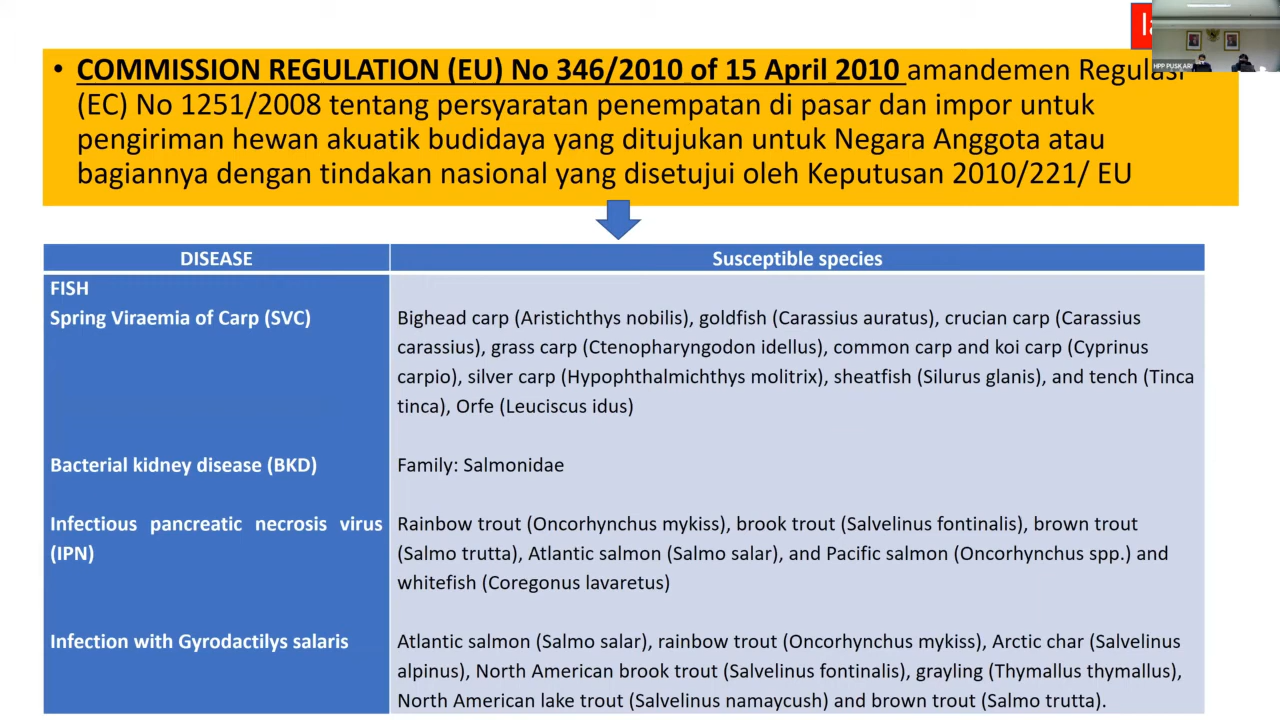 • COMMISSION REGULATION (EU) No 346/2010 of 15 April 2010 amandemen Regulasi
(EC) No 1251/2008 tentang persyaratan penempatan di pasar dan impor untuk
pengiriman hewan akuatik budidaya yang ditujukan untuk Negara Anggota atau
bagiannya dengan tindakan nasional yang disetujui oleh Keputusan 2010/221/ EU
DISEASE
Susceptible species
FISH
Spring Viraemia of Carp (SVC)
Bighead carp (Aristichthys nobilis), goldfish (Carassius auratus), crucian carp (Carassius
carassius), grass carp (Ctenopharyngodon idellus), common carp and koi carp (Cyprinus
carpio), silver carp (Hypophthalmichthys molitrix), sheatfish (Silurus glanis), and tench (Tinca
tinca), Orfe (Leuciscus idus)
Bacterial kidney disease (BKD)
Family: Salmonidae
Infectious pancreatic necrosis virus
(IPN)
Rainbow trout (Oncorhynchus mykiss), brook trout (Salvelinus fontinalis), brown trout
(Salmo trutta), Atlantic salmon (Salmo salar), and Pacific salmon (Oncorhynchus spp.) and
whitefish (Coregonus lavaretus)
Infection with Gyrodactilys salaris
Atlantic salmon (Salmo salar), rainbow trout (Oncorhynchus mykiss), Arctic char (Salvelinus
alpinus), North American brook trout (Salvelinus fontinalis), grayling (Thymallus thymallus),
North American lake trout (Salvelinus namaycush) and brown trout (Salmo trutta).